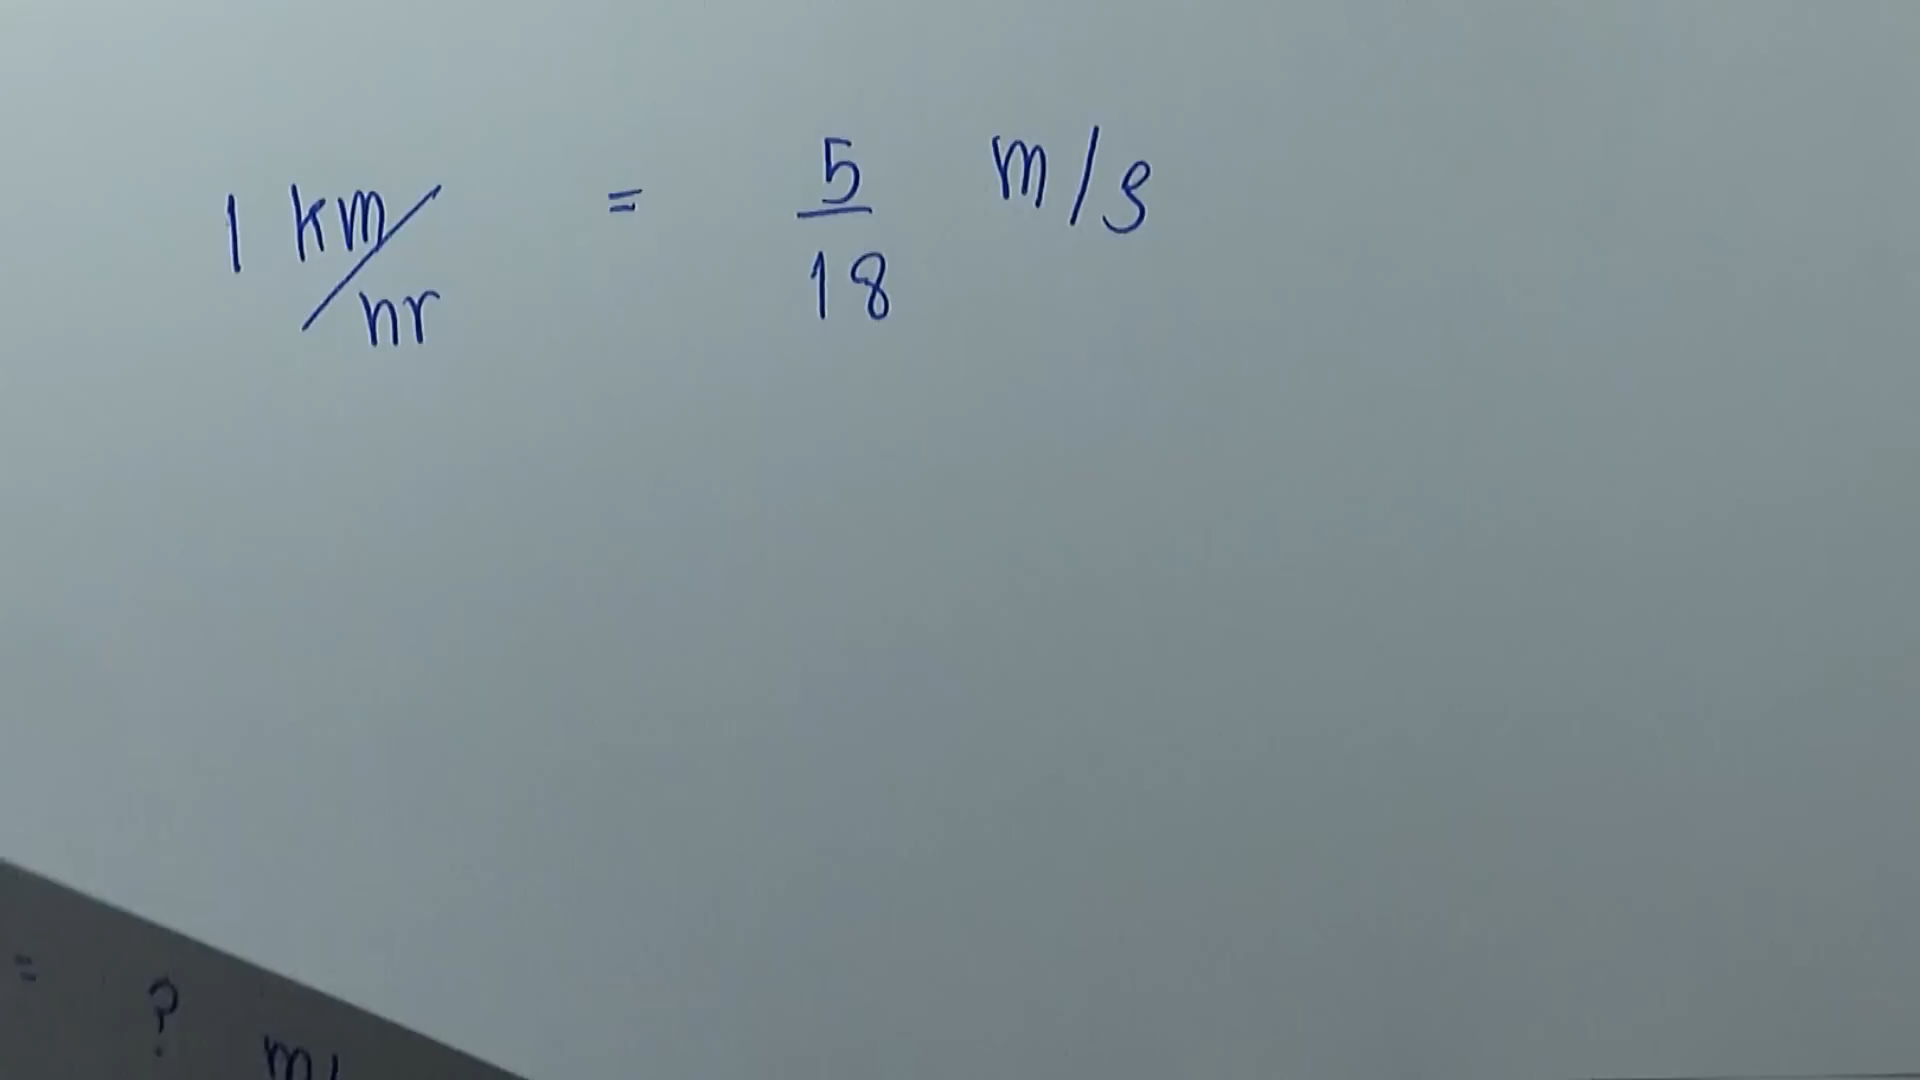 1 km/hr = 5/18 m/s
= ? m/